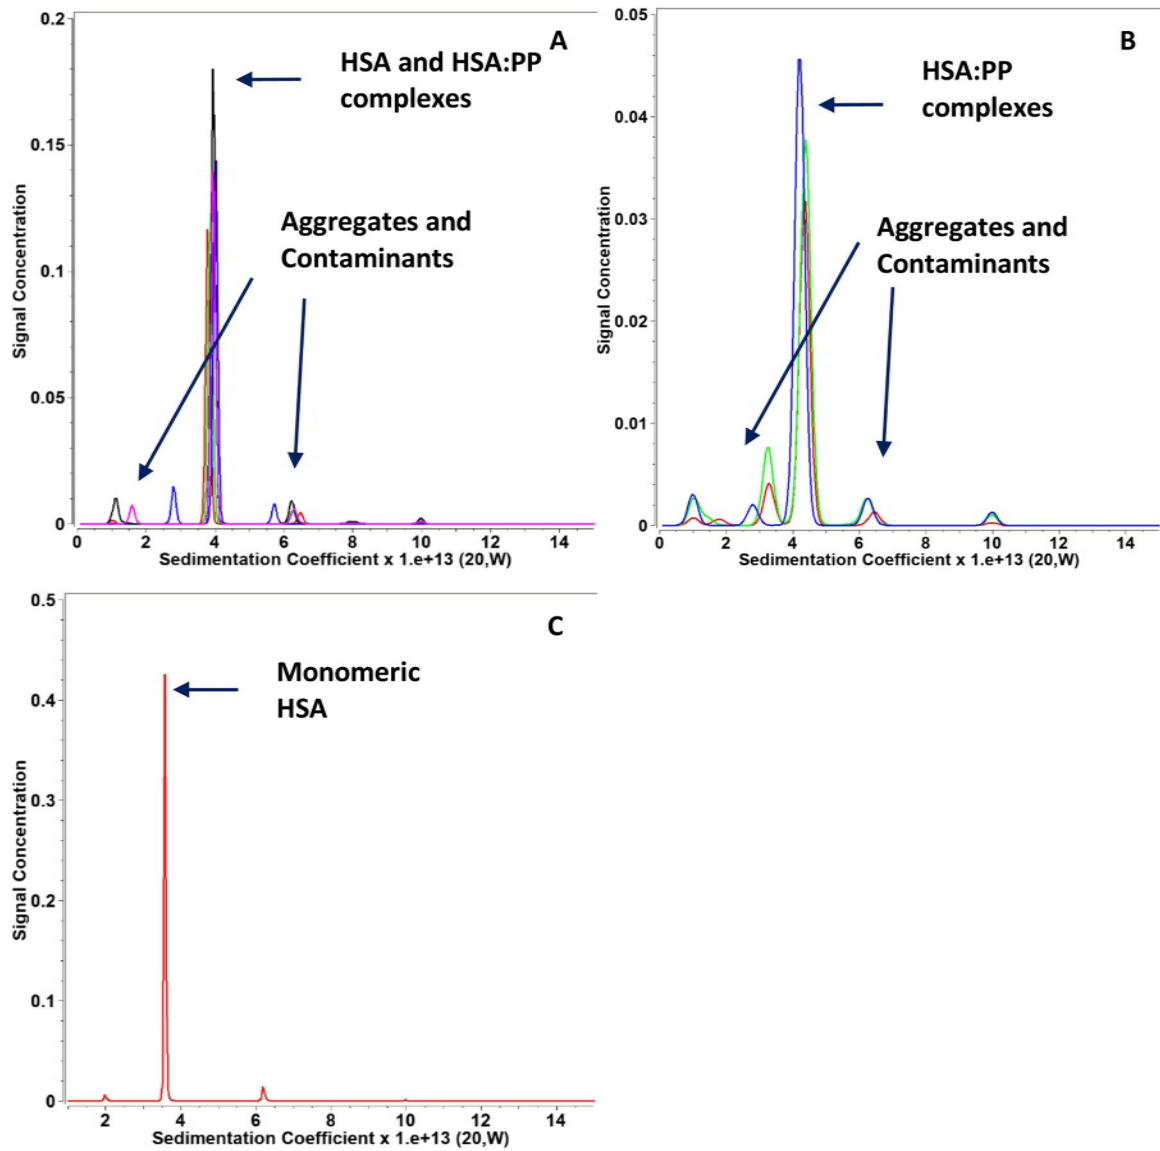 A
HSA and HSA:PP
complexes
Aggregates and
Contaminants
Signal Concentration
0.2
0.15
0.1
0.05
0
0 2 4 6 8 10 12 14
Sedimentation Coefficient x 1.e+13 (20,W)
B
HSA:PP
complexes
Aggregates and
Contaminants
Signal Concentration
0.05
0.04
0.03
0.02
0.01
0
0 2 4 6 8 10 12 14
Sedimentation Coefficient x 1.e+13 (20,W)
C
Monomeric
HSA
Signal Concentration
0.5
0.4
0.3
0.2
0.1
0
2 4 6 8 10 12 14
Sedimentation Coefficient x 1.e+13 (20,W)